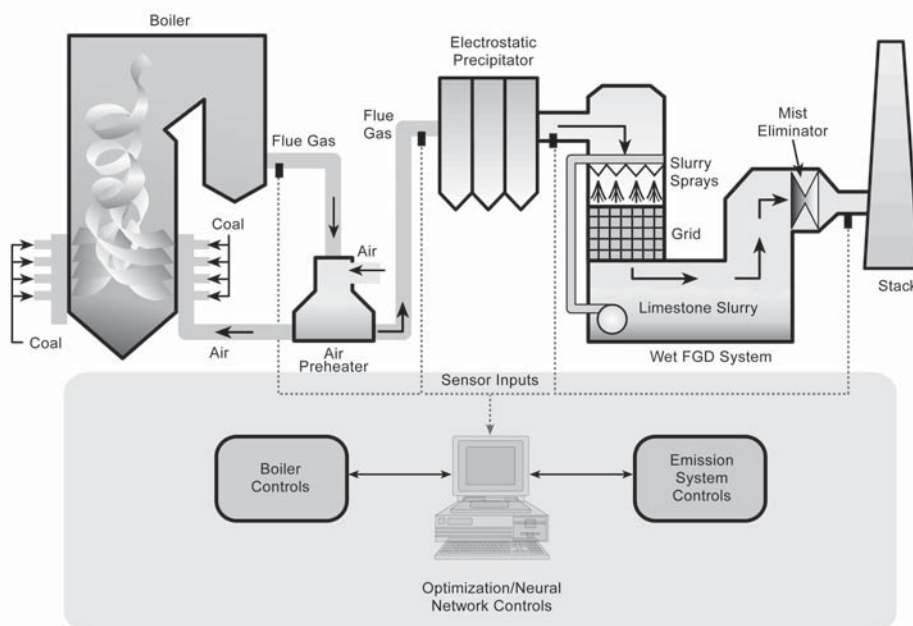 Boiler
Electrostatic
Precipitator
Flue Gas
Flue
Gas
Mist
Eliminator
Slurry
Sprays
Coal
Air
Grid
Stack
Limestone Slurry
Coal
Air
Air
Preheater
Wet FGD System
Sensor Inputs
Boiler
Controls
Emission
System
Controls
Optimization/Neural
Network Controls